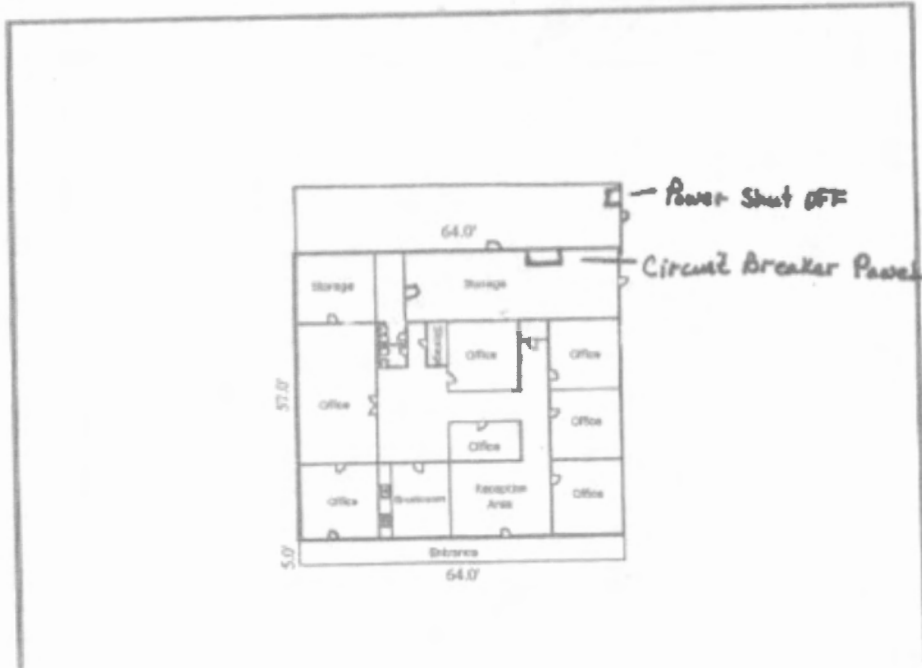 Power Shut OFF
64.0'
Circuit Breaker Panel
Storage
Storage
Storage
Office
Office
57.0'
Office
Office
Office
Office
Office
Breakroom
Reception
Area
Office
5.0'
Entrance
64.0'